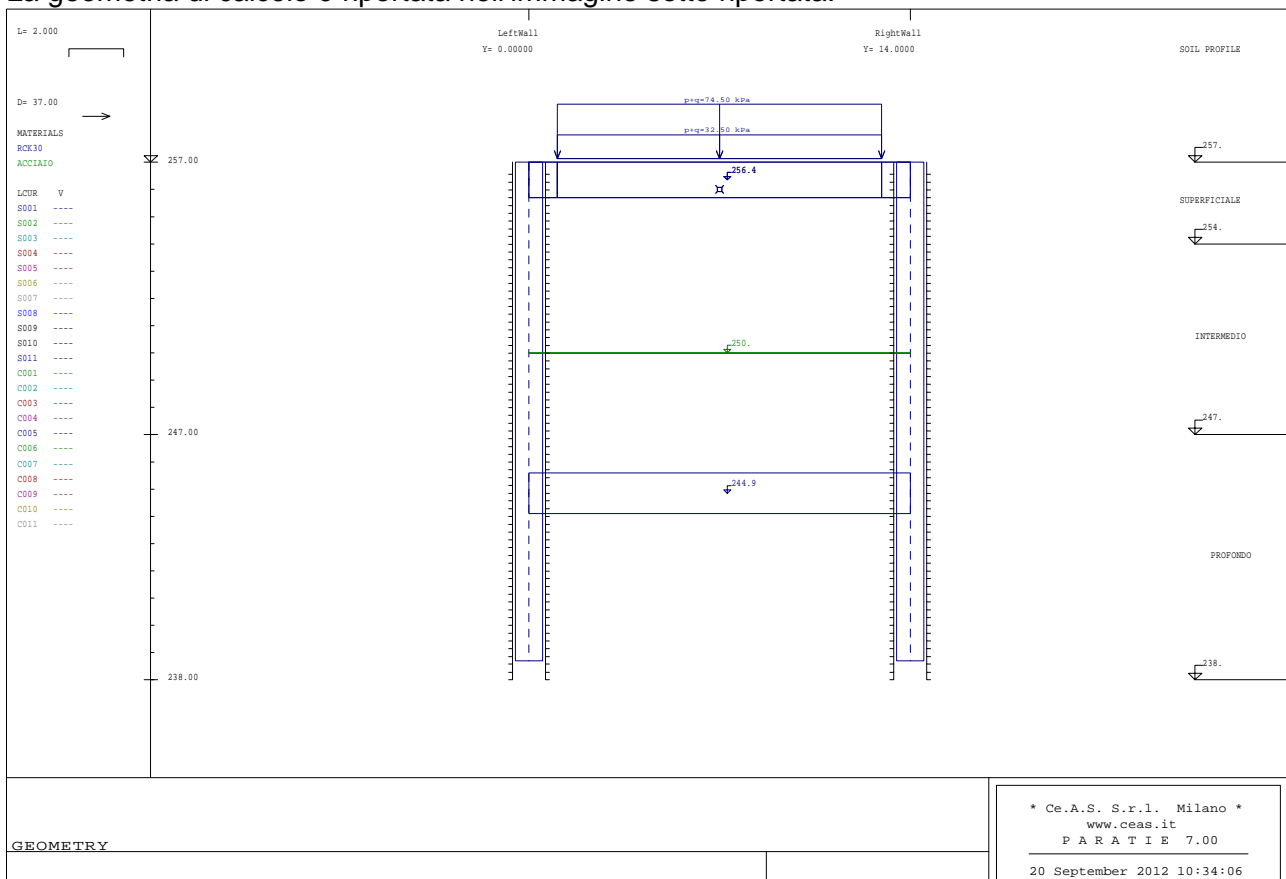 La geometria di calcolo è riportata nell'immagine sotto riportata:
L= 2.000
LeftWall
Y= 0.00000
RightWall
Y= 14.0000
SOIL PROFILE
D= 37.00
p+q=74.50 kPa
p+q=32.50 kPa
MATERIALS
RCK30
ACCIAIO
257.00
256.4
257.
LCUR V
S001 ----
S002 ----
S003 ----
S004 ----
S005 ----
S006 ----
S007 ----
S008 ----
S009 ----
S010 ----
S011 ----
C001 ----
C002 ----
C003 ----
C004 ----
C005 ----
C006 ----
C007 ----
C008 ----
C009 ----
C010 ----
C011 ----
SUPERFICIALE
254.
250.
INTERMEDIO
247.00
247.
244.9
PROFONDO
238.00
238.
GEOMETRY
* Ce.A.S. S.r.l. Milano *
www.ceas.it
P A R A T I E 7.00
20 September 2012 10:34:06